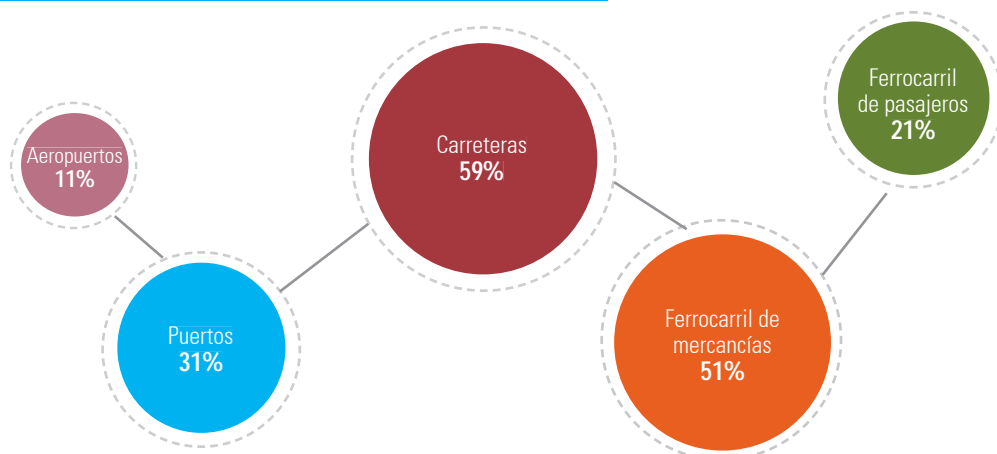 Aeropuertos
11%
Puertos
31%
Carreteras
59%
Ferrocarril de
mercancías
51%
Ferrocarril
de pasajeros
21%